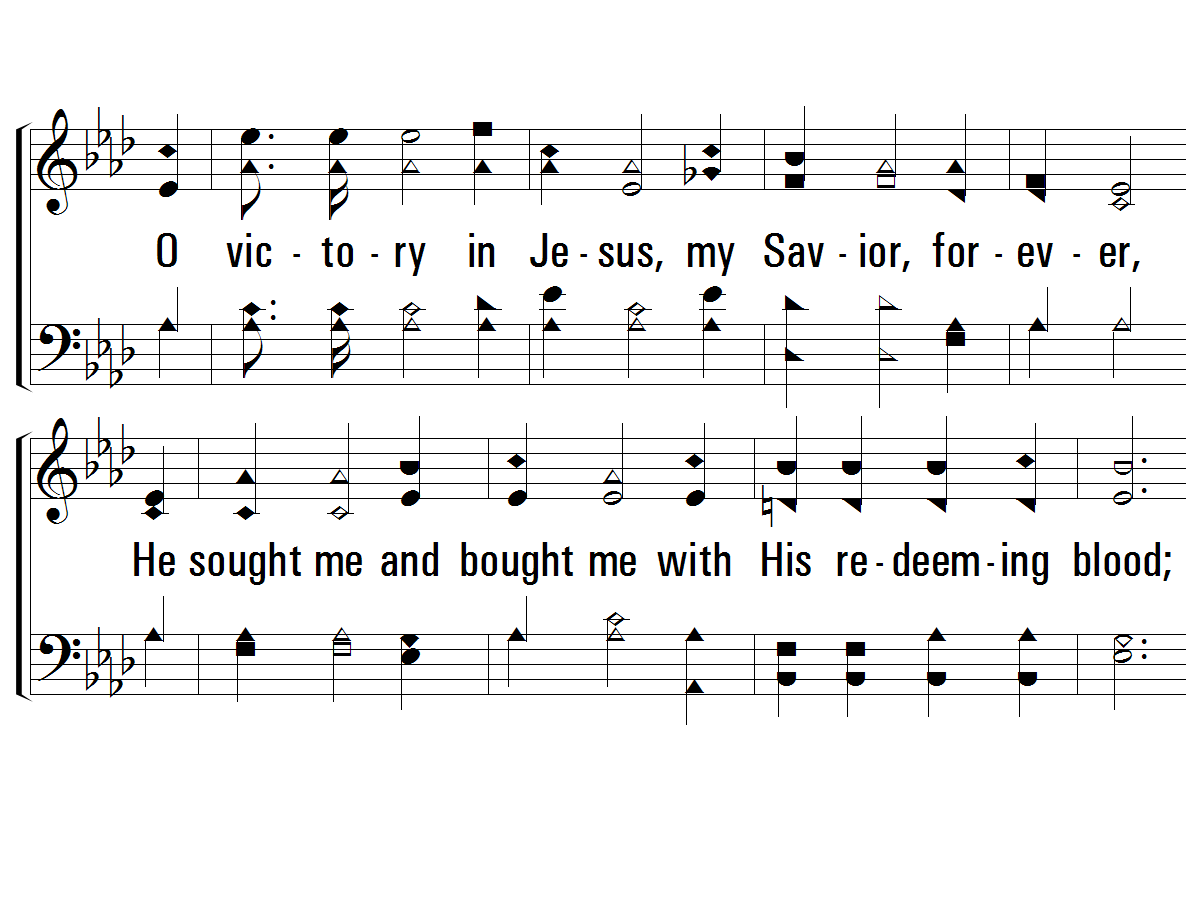 O vic - to - ry in Je - sus, my Sav - ior, for - ev - er,
He sought me and bought me with His re - deem - ing blood;